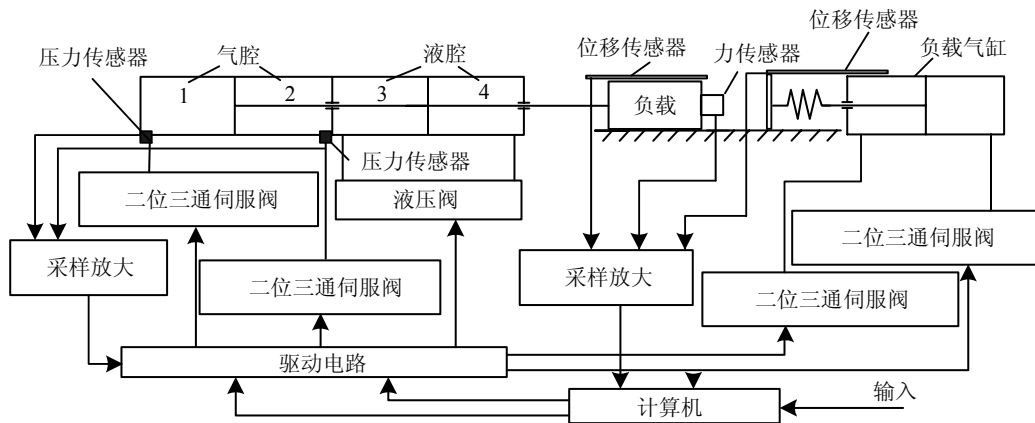 位移传感器
压力传感器
气腔
液腔
位移传感器
力传感器
负载气缸
1
2
3
4
负载
压力传感器
二位三通伺服阀
液压阀
二位三通伺服阀
采样放大
二位三通伺服阀
采样放大
二位三通伺服阀
驱动电路
输入
计算机